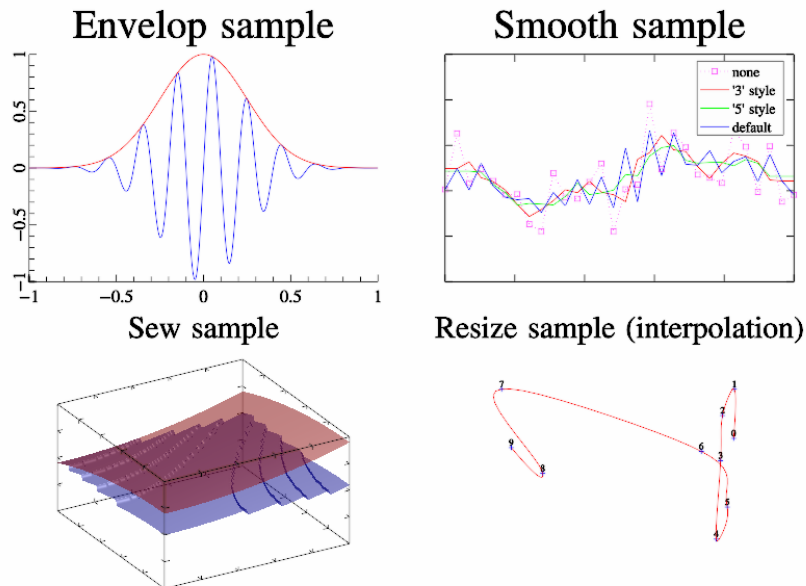 Envelop sample
1
0.5
0
−0.5
−1
−1
−0.5
0
0.5
1
Smooth sample
none
'3' style
'5' style
default
Sew sample
Resize sample (interpolation)
7
1
2
0
9
6
3
8
5
4